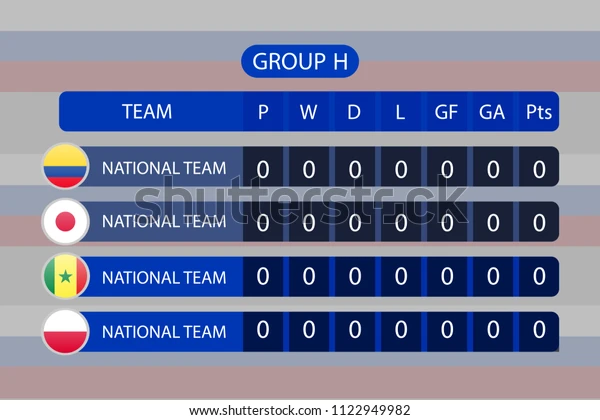 GROUP H
TEAM P W D L GF GA Pts
NATIONAL TEAM 0 0 0 0 0 0 0
NATIONAL TEAM 0 0 0 0 0 0 0
shutterstock
NATIONAL TEAM 0 0 0 0 0 0 0
NATIONAL TEAM 0 0 0 0 0 0 0
shutterstock.com · 1122949982